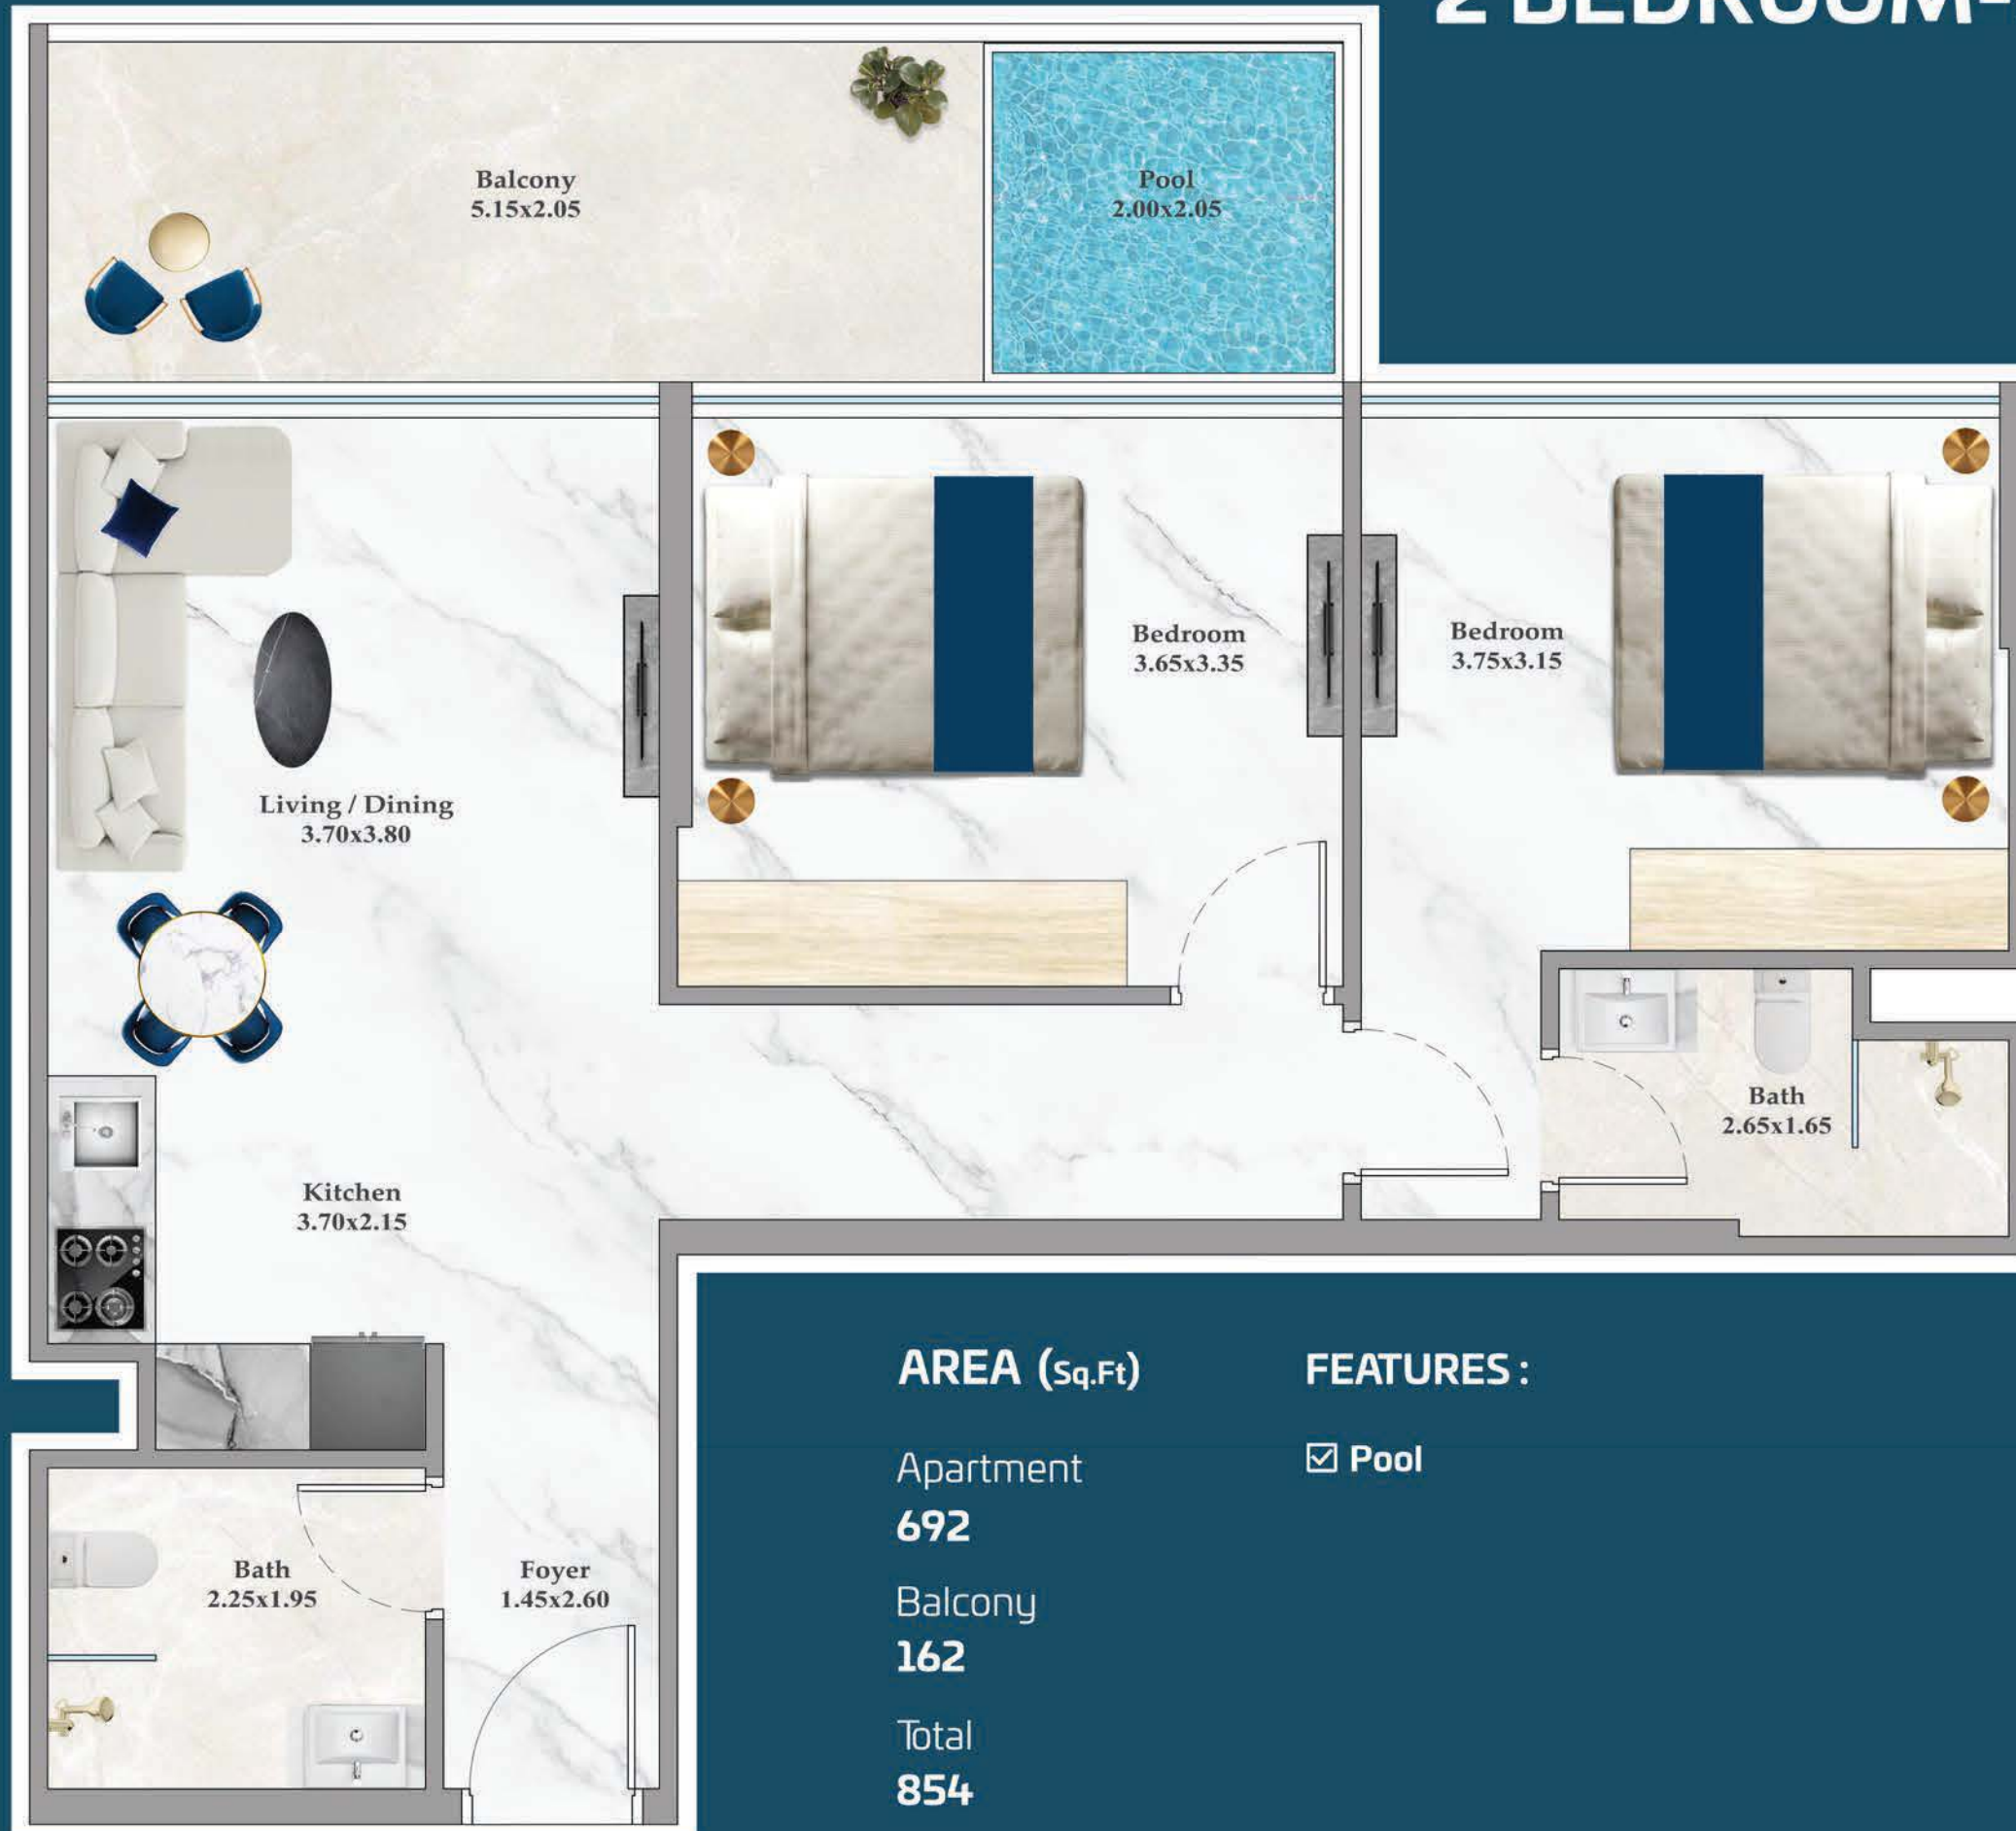 2 BEDROOM-
Balcony
5.15x2.05
Pool
2.00x2.05
Bedroom
3.65x3.35
Bedroom
3.75x3.15
Living / Dining
3.70x3.80
Bath
2.65x1.65
Kitchen
3.70x2.15
Bath
2.25x1.95
Foyer
1.45x2.60
AREA (Sq.Ft)
Apartment
692
Balcony
162
Total
854
FEATURES :
☑ Pool